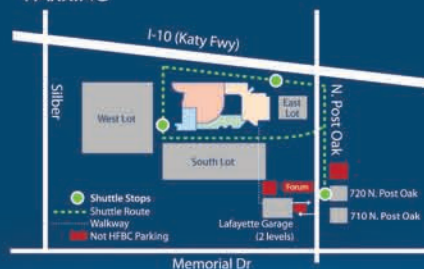 I-10 (Katy Fwy)
Silber
N. Post Oak
West Lot
East Lot
South Lot
Forum
720 N. Post Oak
710 N. Post Oak
Shuttle Stops
Shuttle Route
Walkway
Not HFBC Parking
Lafayette Garage
(2 levels)
Memorial Dr